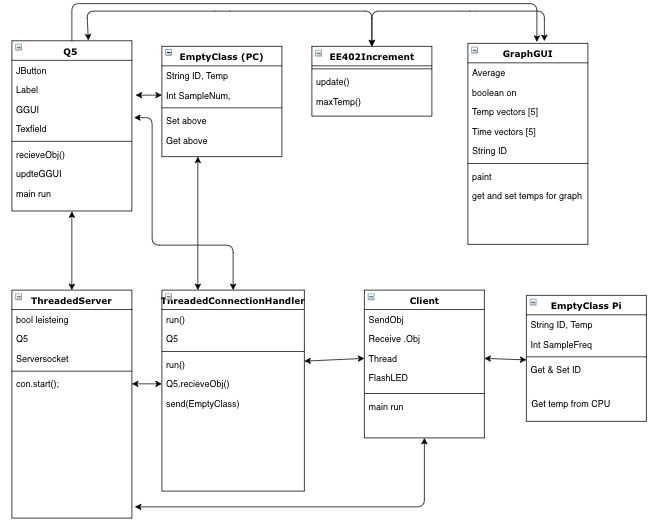 Q5
JButton
Label
GGUI
Texfield
recieveObj()
updteGGUI
main run
EmptyClass (PC)
String ID, Temp
Int SampleNum,
Set above
Get above
EE402Increment
update()
maxTemp()
GraphGUI
Average
boolean on
Temp vectors [5]
Time vectors [5]
String ID
paint
get and set temps for graph
ThreadedServer
bool leisteing
Q5
Serversocket
con.start();
ThreadedConnectionHandler
run()
Q5
run()
Q5.recieveObj()
send(EmptyClass)
Client
SendObj
Receive .Obj
Thread
FlashLED
main run
EmptyClass Pi
String ID, Temp
Int SampleFreq
Get & Set ID
Get temp from CPU